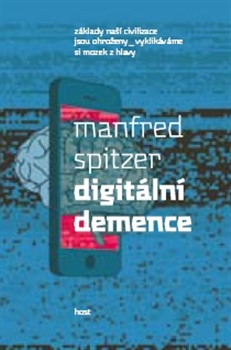 základy naší civilizace
jsou ohroženy_vyklikáváme
si mozek z hlavy
manfred
spitzer
digitální
demence
host